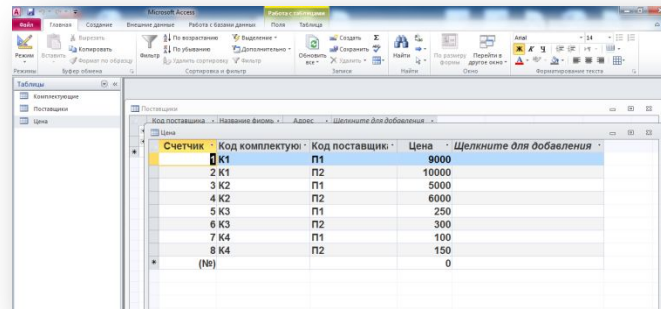 Microsoft Access
Работа с таблицами
Файл Главная Создание Внешние данные Работа с базами данных Поля Таблица
Режим
Вставить
Вырезать
Копировать
Формат по образцу
Фильтр
По возрастанию
По убыванию
Удалить сортировку
Выделение
Дополнительно
Фильтр
Обновить все
Создать
Сохранить
Удалить
Найти
По размеру формы
Перейти в другое окно
Arial 14
Ж К Ч
Режимы Буфер обмена Сортировка и фильтр Записи Найти Окно Форматирование текста
Таблицы
Комплектующие
Поставщики
Цена
Поставщики
Код поставщика Название фирмы Адрес Щелкните для добавления
Цена
Счетчик Код комплектую Код поставщика Цена Щелкните для добавления
1 К1 П1 9000
2 К1 П2 10000
3 К2 П1 5000
4 К2 П2 6000
5 К3 П1 250
6 К3 П2 300
7 К4 П1 100
8 К4 П2 150
(№) 0